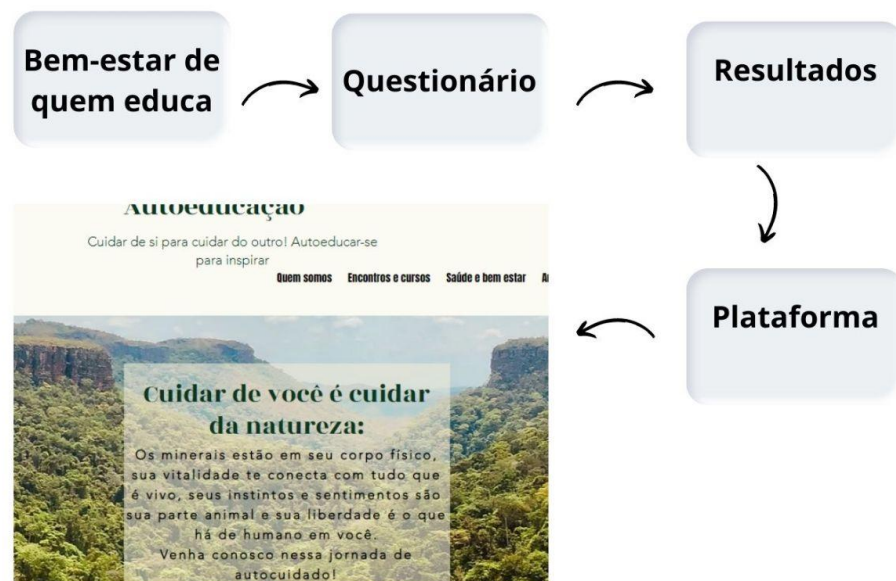 Bem-estar de
quem educa
Questionário
Resultados
Plataforma
Autoeducação
Cuidar de si para cuidar do outro! Autoeducar-se
para inspirar
Quem somos Encontros e cursos Saúde e bem estar
Cuidar de você é cuidar
da natureza:
Os minerais estão em seu corpo físico,
sua vitalidade te conecta com tudo que
é vivo, seus instintos e sentimentos são
sua parte animal e sua liberdade é o que
há de humano em você.
Venha conosco nessa jornada de
autocuidado!